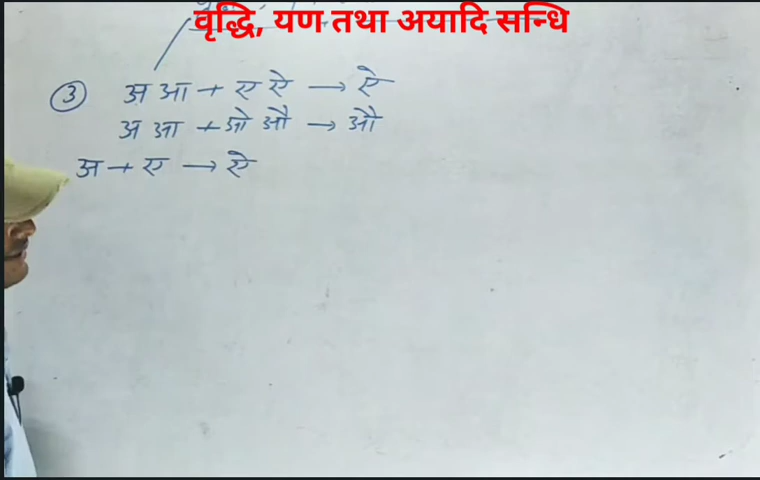 वृद्धि, यण तथा अयादि सन्धि
③ अ आ + ए ऐ → ऐ
अ आ + ओ औ → औ
अ + ए → ऐ